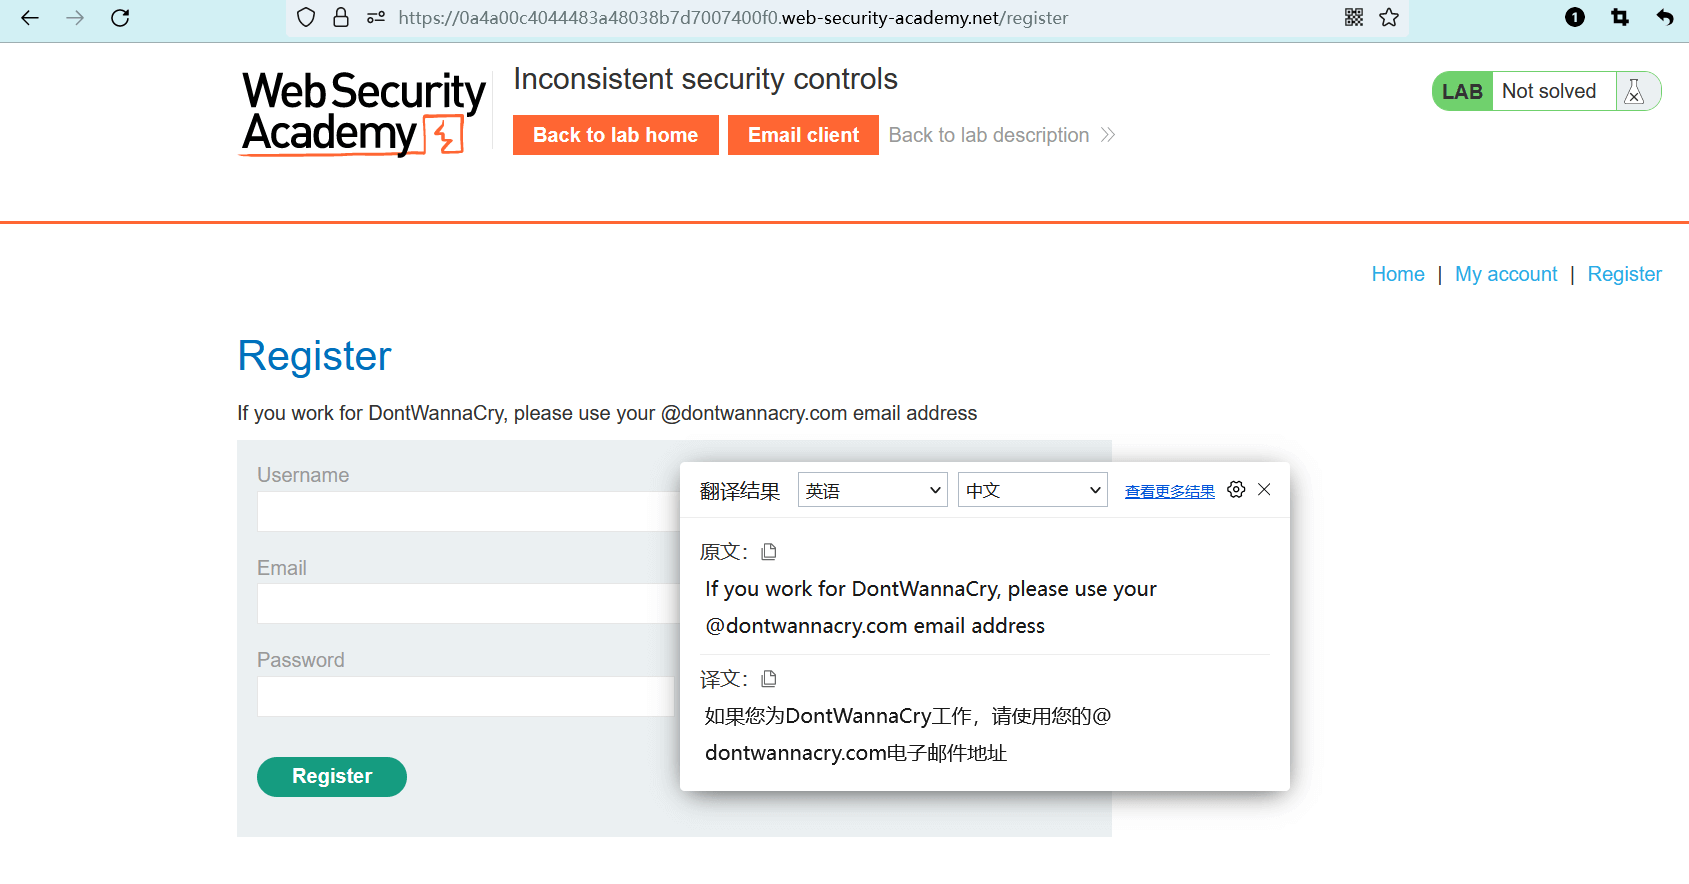 https://0a4a00c4044483a48038b7d7007400f0.web-security-academy.net/register
1
Web Security
Academy
Inconsistent security controls
Back to lab home
Email client
Back to lab description
LAB Not solved
Home | My account | Register
Register
If you work for DontWannaCry, please use your @dontwannacry.com email address
Username
Email
Password
Register
翻译结果 英语 中文 查看更多结果
原文：
If you work for DontWannaCry, please use your
@dontwannacry.com email address
译文：
如果您为DontWannaCry工作，请使用您的@
dontwannacry.com电子邮件地址